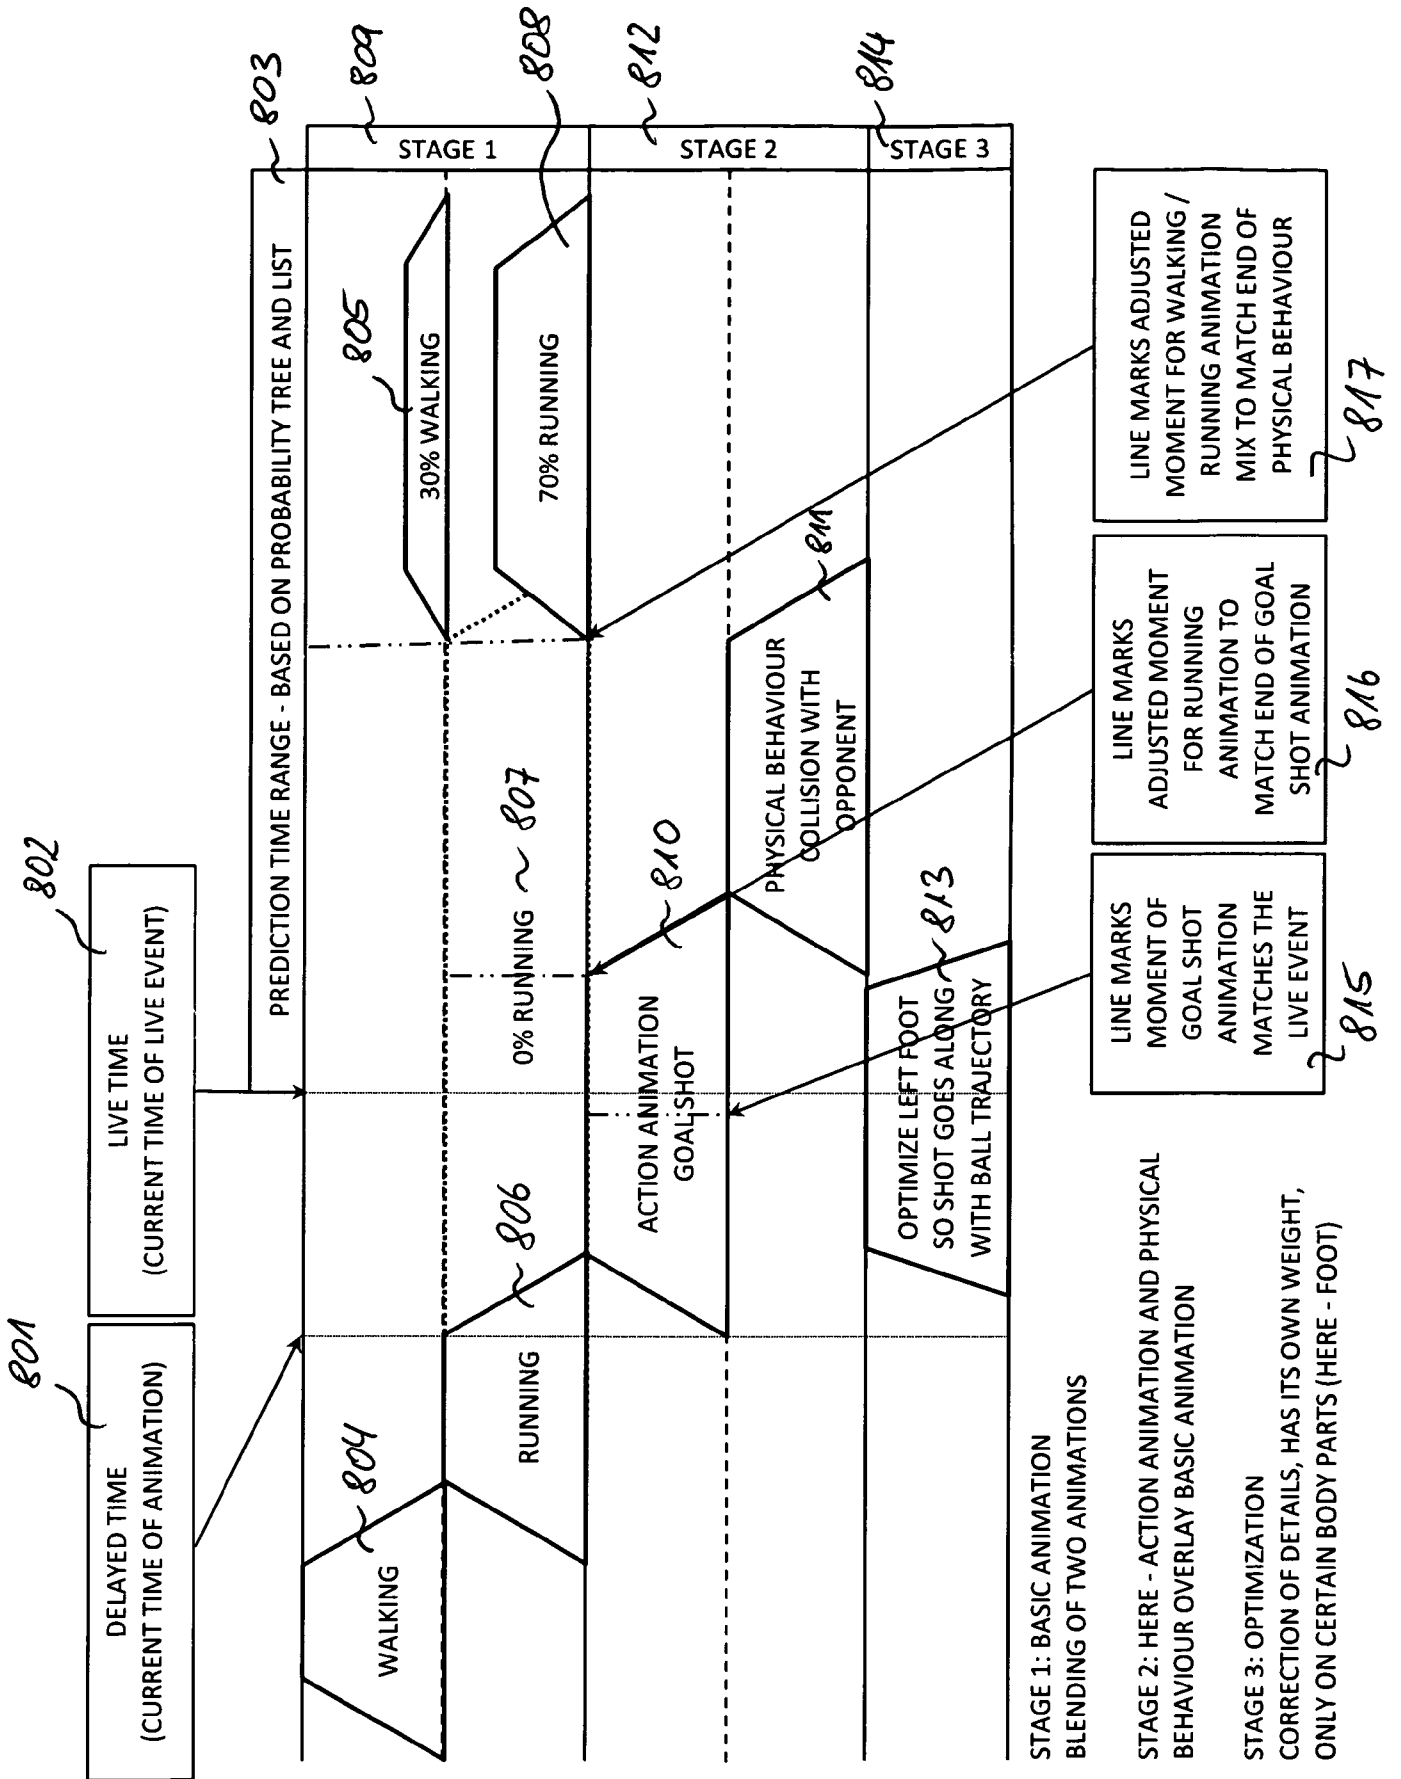 801
DELAYED TIME
(CURRENT TIME OF ANIMATION)
802
LIVE TIME
(CURRENT TIME OF LIVE EVENT)
803
PREDICTION TIME RANGE - BASED ON PROBABILITY TREE AND LIST
809
STAGE 1
804
WALKING
805
30% WALKING
806
RUNNING
0% RUNNING ~ 807
70% RUNNING
808
812
STAGE 2
ACTION ANIMATION
GOAL SHOT
810
PHYSICAL BEHAVIOUR
COLLISION WITH
OPPONENT
811
814
STAGE 3
OPTIMIZE LEFT FOOT
SO SHOT GOES ALONG
WITH BALL TRAJECTORY
813
LINE MARKS
MOMENT OF
GOAL SHOT
ANIMATION
MATCHES THE
LIVE EVENT
815
LINE MARKS
ADJUSTED MOMENT
FOR RUNNING
ANIMATION TO
MATCH END OF GOAL
SHOT ANIMATION
816
LINE MARKS ADJUSTED
MOMENT FOR WALKING /
RUNNING ANIMATION
MIX TO MATCH END OF
PHYSICAL BEHAVIOUR
817
STAGE 1: BASIC ANIMATION
BLENDING OF TWO ANIMATIONS
STAGE 2: HERE - ACTION ANIMATION AND PHYSICAL
BEHAVIOUR OVERLAY BASIC ANIMATION
STAGE 3: OPTIMIZATION
CORRECTION OF DETAILS, HAS ITS OWN WEIGHT,
ONLY ON CERTAIN BODY PARTS (HERE - FOOT)